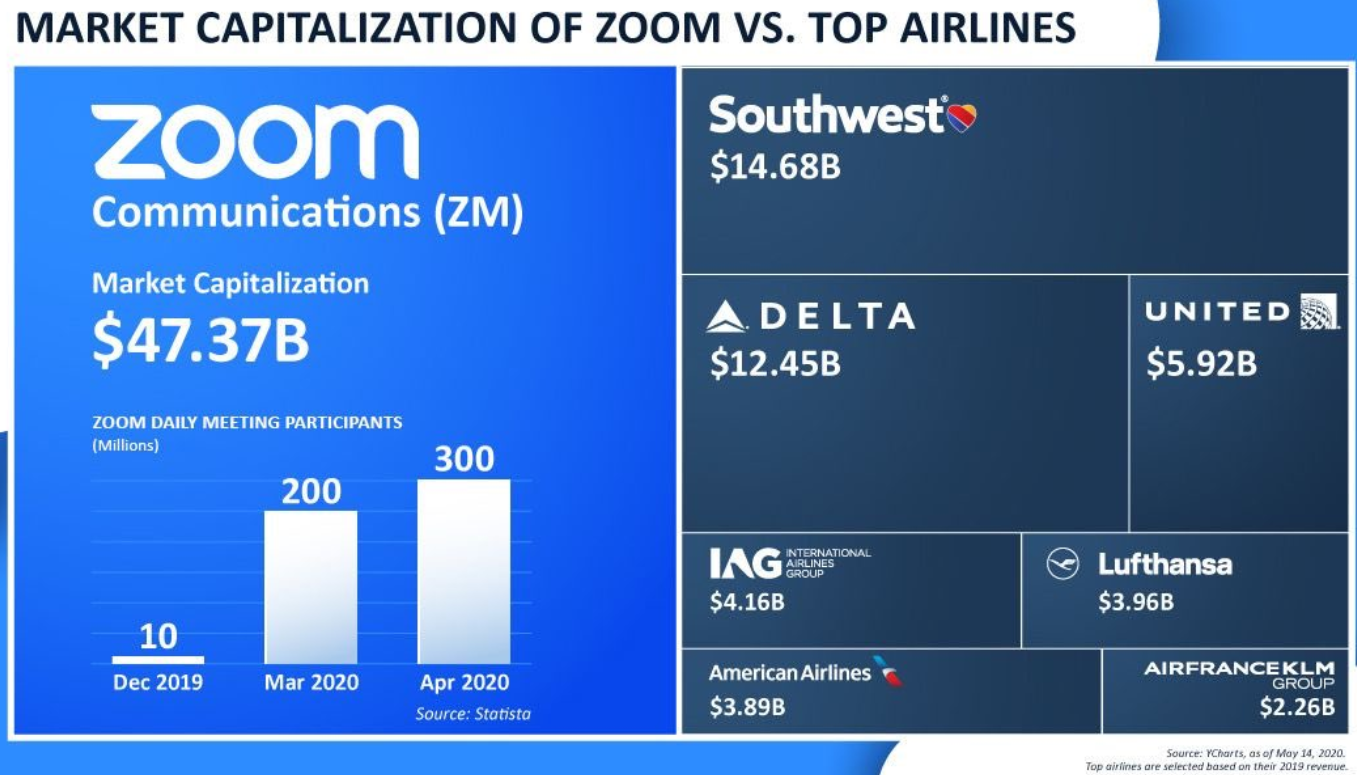 MARKET CAPITALIZATION OF ZOOM VS. TOP AIRLINES
zoom
Communications (ZM)
Market Capitalization
$47.37B
ZOOM DAILY MEETING PARTICIPANTS
(Millions)
10
200
300
Dec 2019
Mar 2020
Apr 2020
Source: Statista
Southwest®
$14.68B
DELTA
$12.45B
UNITED
$5.92B
IAG INTERNATIONAL
AIRLINES
GROUP
$4.16B
Lufthansa
$3.96B
American Airlines
$3.89B
AIRFRANCEKLM
GROUP
$2.26B
Source: YCharts, as of May 14, 2020.
Top airlines are selected based on their 2019 revenue.